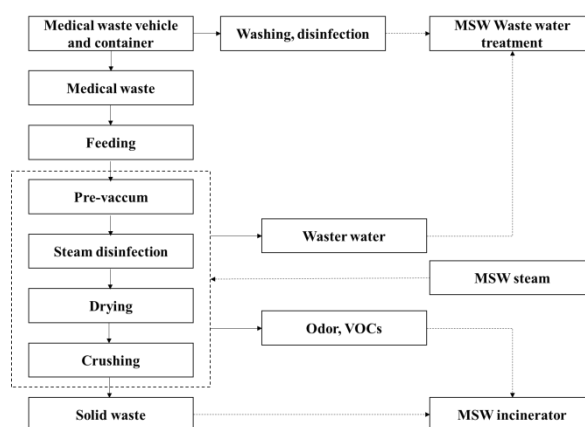 Medical waste vehicle
and container
Washing, disinfection
MSW Waste water
treatment
Medical waste
Feeding
Pre-vaccum
Steam disinfection
Waster water
MSW steam
Drying
Odor, VOCs
Crushing
Solid waste
MSW incinerator